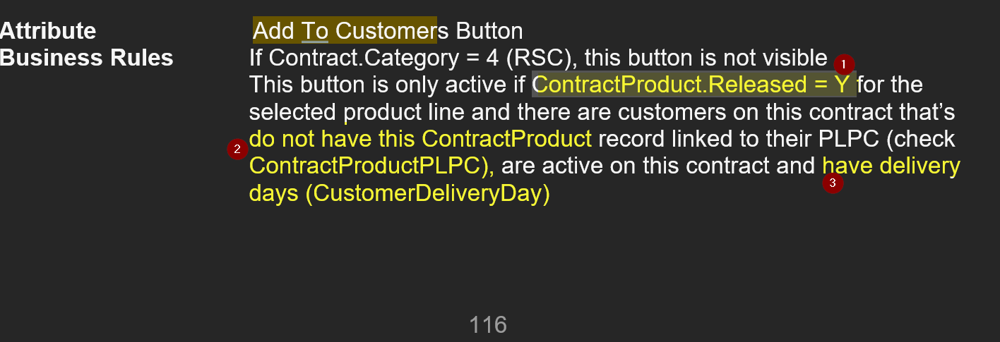 Attribute Add To Customers Button
Business Rules If Contract.Category = 4 (RSC), this button is not visible 1
This button is only active if ContractProduct.Released = Y for the
selected product line and there are customers on this contract that’s
2 do not have this ContractProduct record linked to their PLPC (check
ContractProductPLPC), are active on this contract and have delivery
3
days (CustomerDeliveryDay)
116